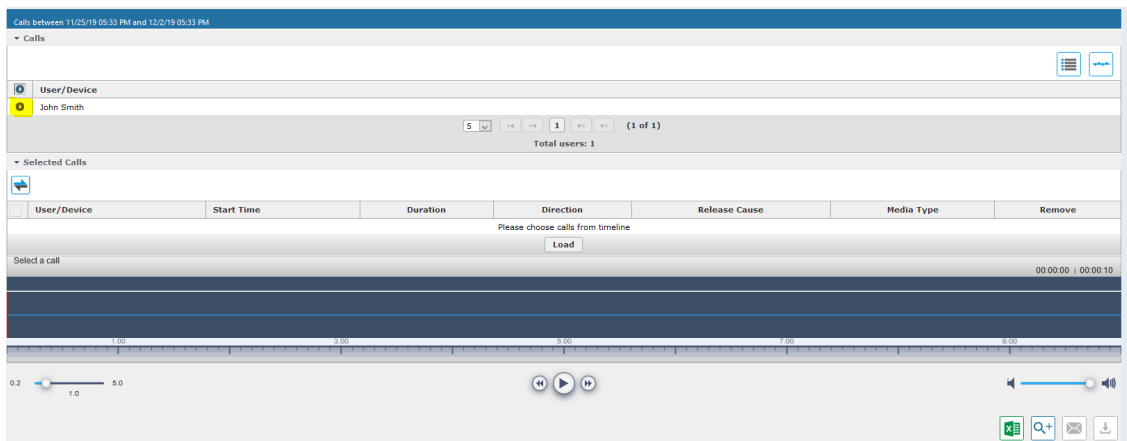 Calls between 11/25/19 05:33 PM and 12/2/19 05:33 PM
Calls
User/Device
John Smith
5 1 (1 of 1)
Total users: 1
Selected Calls
User/Device Start Time Duration Direction Release Cause Media Type Remove
Please choose calls from timeline
Load
Select a call
00:00:00 | 00:00:10
1.00 3.00 5.00 7.00 9.00
0.2 5.0
1.0